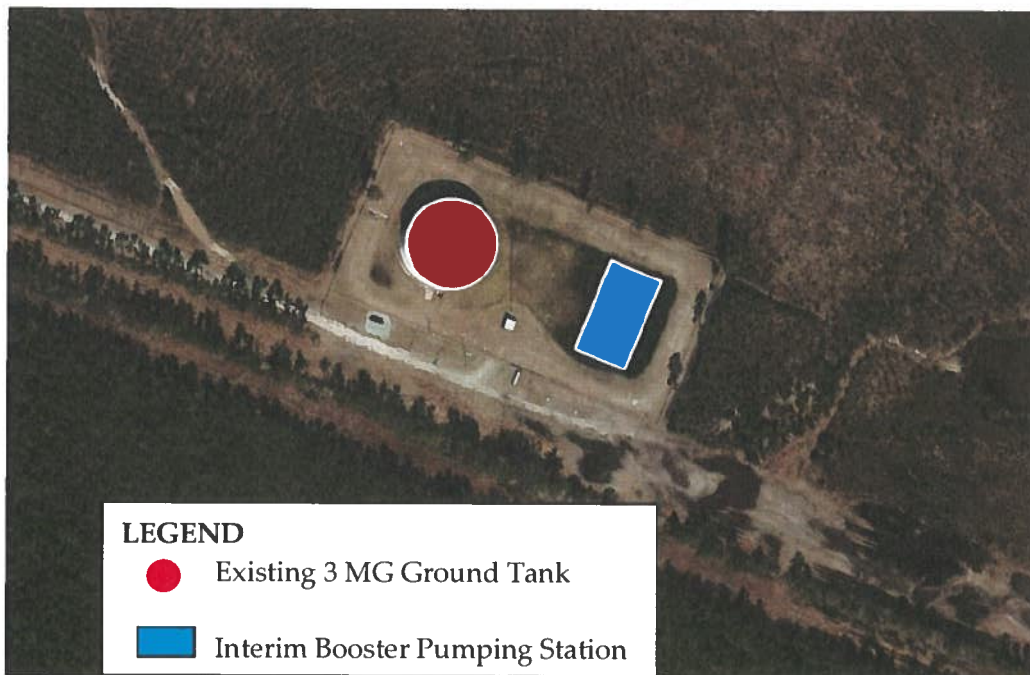 LEGEND
Existing 3 MG Ground Tank
Interim Booster Pumping Station